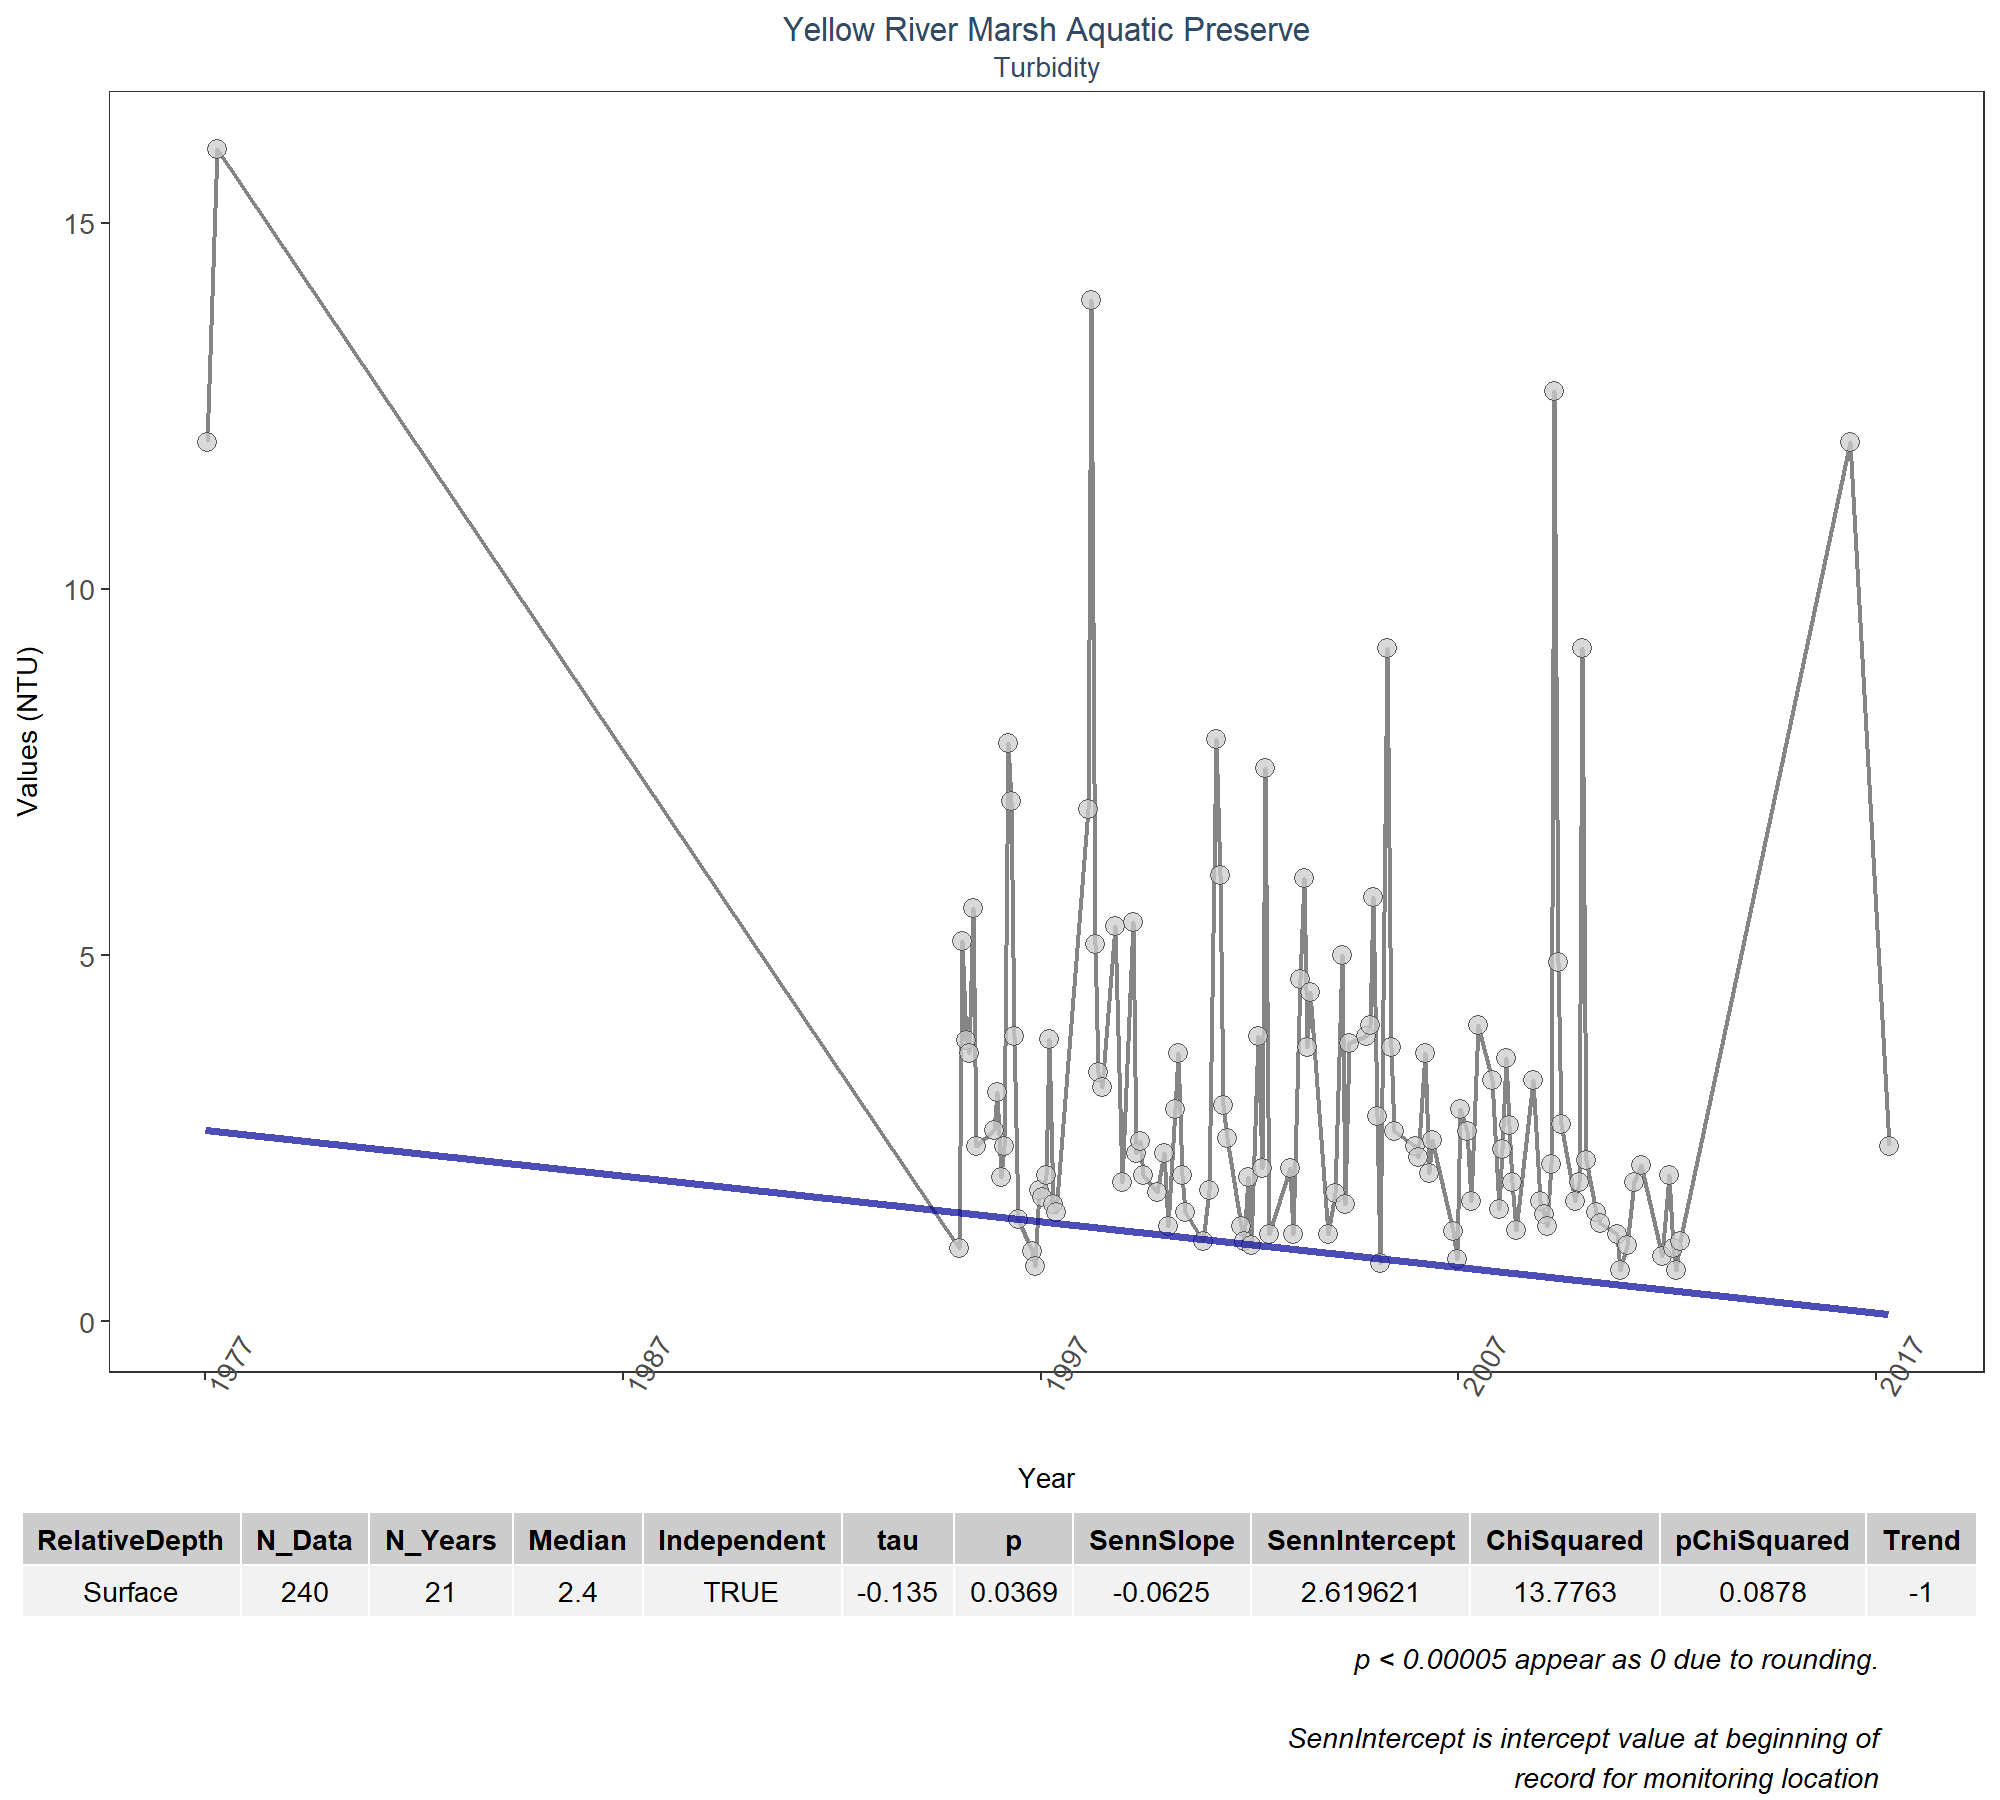 Yellow River Marsh Aquatic Preserve
Turbidity
Values (NTU)
15
10
5
0
1977
1987
1997
2007
2017
Year
RelativeDepth N_Data N_Years Median Independent tau p SennSlope SennIntercept ChiSquared pChiSquared Trend
Surface 240 21 2.4 TRUE -0.135 0.0369 -0.0625 2.619621 13.7763 0.0878 -1
p < 0.00005 appear as 0 due to rounding.
SennIntercept is intercept value at beginning of
record for monitoring location